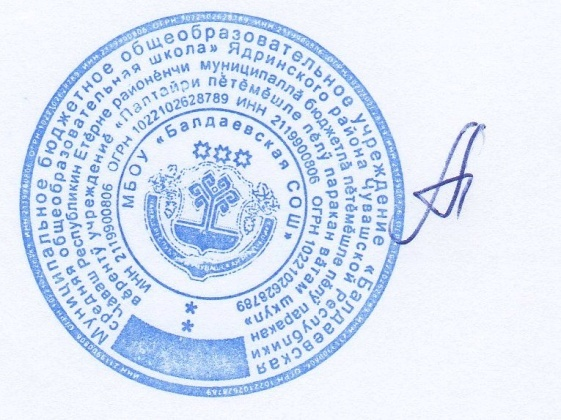 Муниципальное бюджетное общеобразовательное учреждение «Балдаевская
средняя общеобразовательная школа» Ядринского района Чувашской республики
Чăваш Республикин Етĕрне районĕнчи муниципаллă бюджетлă пĕтĕмĕшле пĕлÿ паракан
вĕренÿ учрежденийĕ «Палтайри пĕтĕмĕшле пĕлÿ паракан вăтам шкул»
ИНН 2119900806 ОГРН 1022102628789 ИНН 2119900806 ОГРН 1022102628789
МБОУ «Балдаевская СОШ»